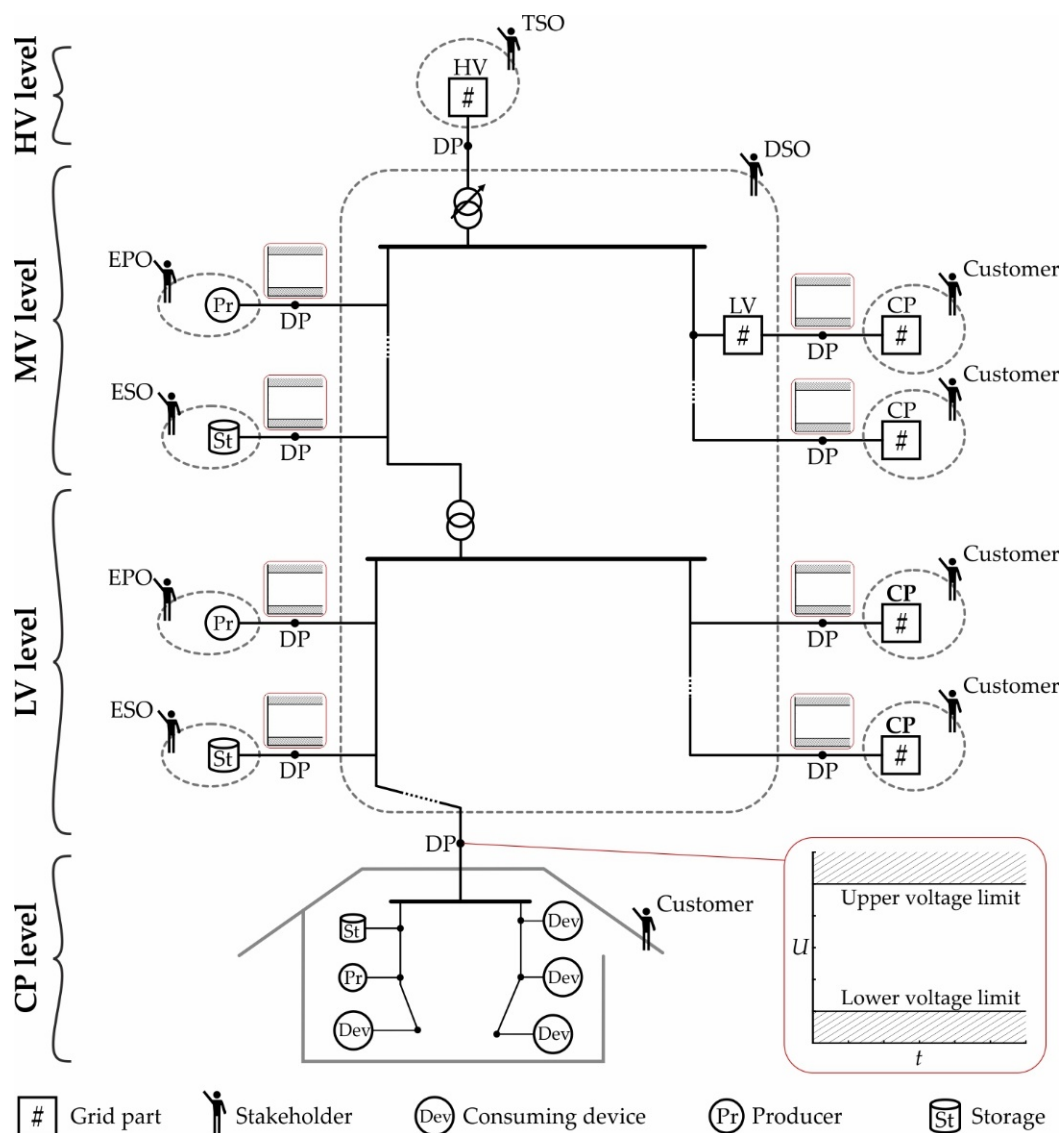 TSO
HV level
HV
#
DP
DSO
MV level
EPO
Pr
DP
LV
#
DP
CP
#
Customer
ESO
St
DP
DP
CP
#
Customer
LV level
EPO
Pr
DP
DP
CP
#
Customer
ESO
St
DP
DP
CP
#
Customer
CP level
DP
St
Pr
Dev
Dev
Dev
Dev
Customer
Upper voltage limit
U
Lower voltage limit
t
# Grid part
Stakeholder
Dev Consuming device
Pr Producer
St Storage